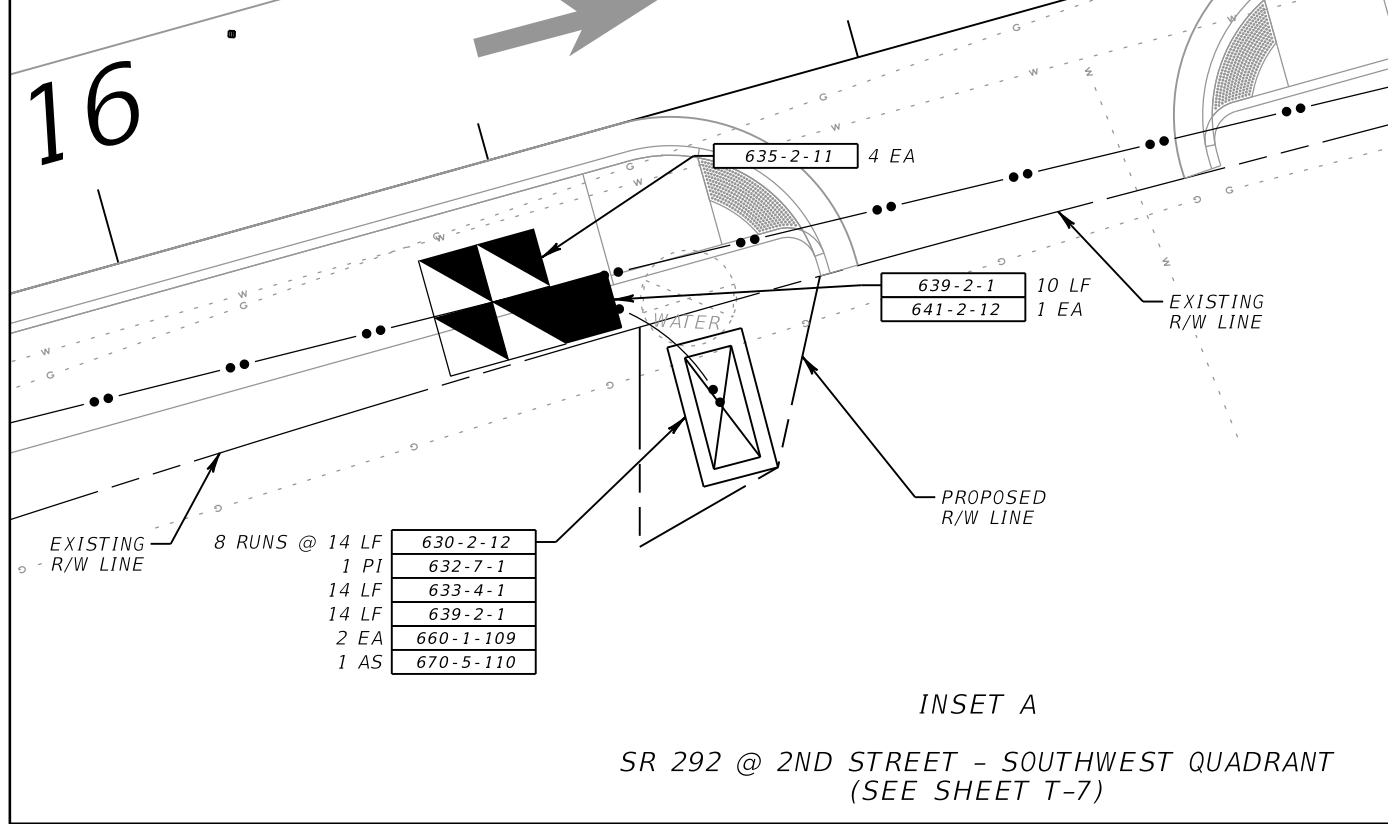 16
635-2-11 4 EA
639-2-1 10 LF
641-2-12 1 EA
EXISTING
R/W LINE
WATER
PROPOSED
R/W LINE
EXISTING
R/W LINE
8 RUNS @ 14 LF 630-2-12
1 PI 632-7-1
14 LF 633-4-1
14 LF 639-2-1
2 EA 660-1-109
1 AS 670-5-110
INSET A
SR 292 @ 2ND STREET - SOUTHWEST QUADRANT
(SEE SHEET T-7)